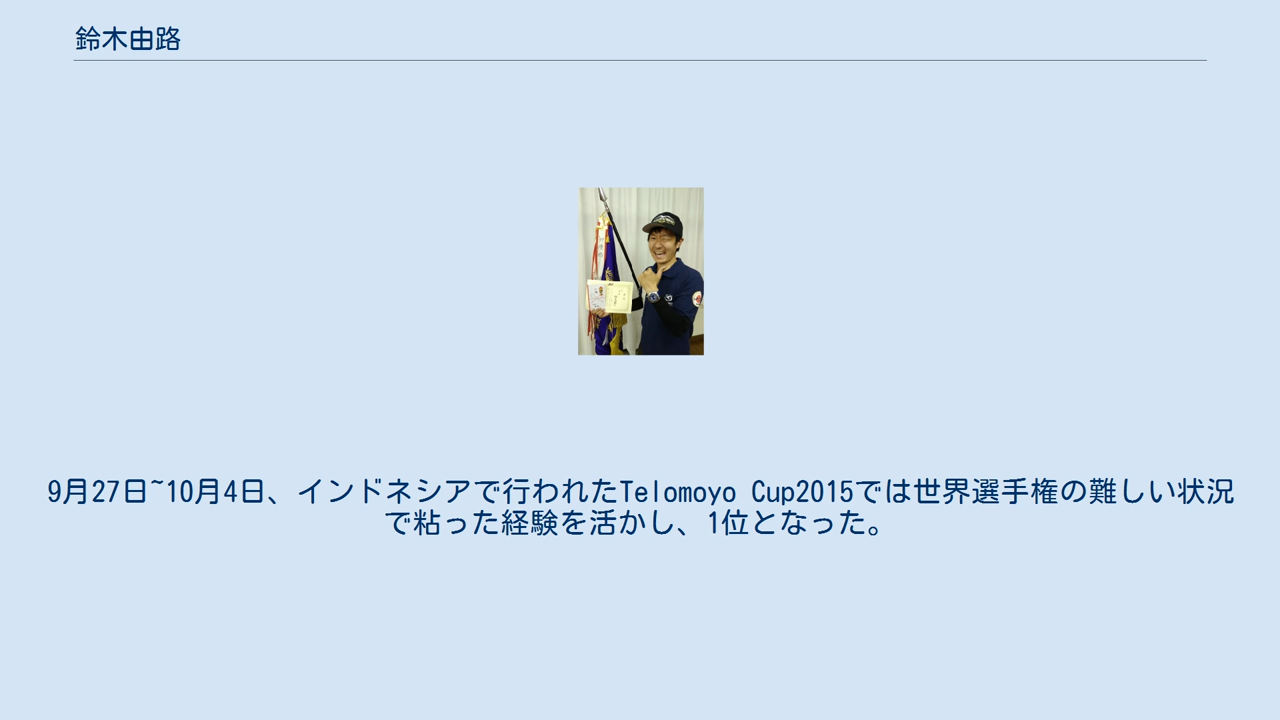 鈴木由路
9月27日~10月4日、インドネシアで行われたTelomoyo Cup2015では世界選手権の難しい状況
で粘った経験を活かし、1位となった。